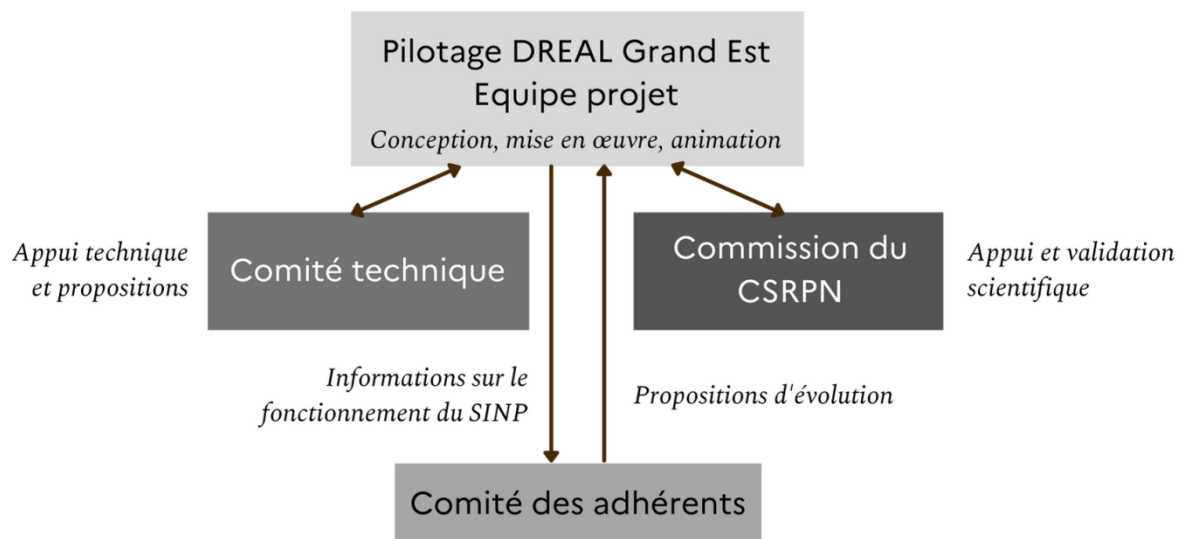 Pilotage DREAL Grand Est
Equipe projet
Conception, mise en œuvre, animation
Appui technique
et propositions
Comité technique
Commission du
CSRPN
Appui et validation
scientifique
Informations sur le
fonctionnement du SINP
Propositions d'évolution
Comité des adhérents